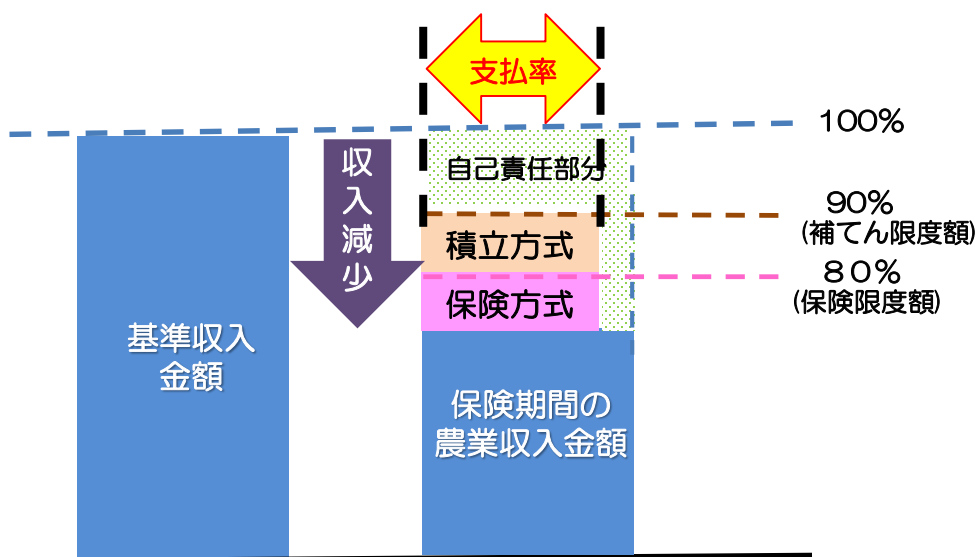 支払率
100%
収入減少
自己責任部分
90%
(補てん限度額)
積立方式
８０%
(保険限度額)
保険方式
基準収入
金額
保険期間の
農業収入金額